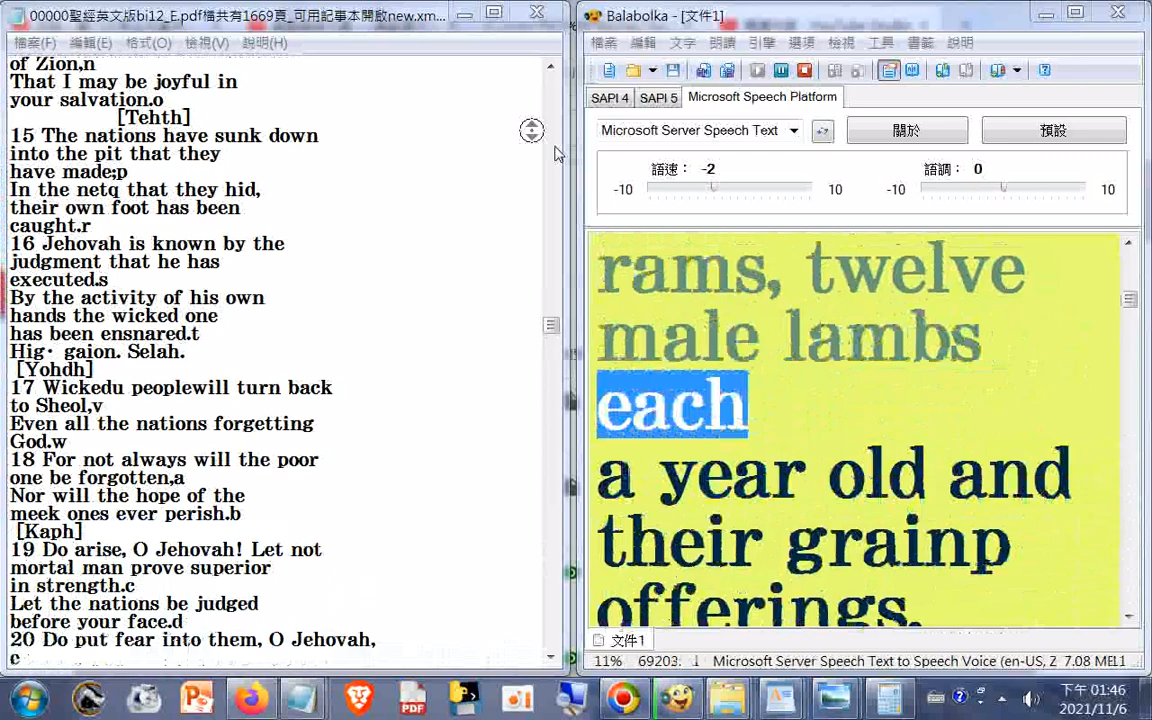 00000聖經英文版bi12_E.pdf檔共有1669頁_可用記事本開啟new.xm...
檔案(F) 編輯(E) 格式(O) 檢視(V) 說明(H)
of Zion,n
That I may be joyful in
your salvation.o
[Tehth]
15 The nations have sunk down
into the pit that they
have made;p
In the netq that they hid,
their own foot has been
caught.r
16 Jehovah is known by the
judgment that he has
executed.s
By the activity of his own
hands the wicked one
has been ensnared.t
Hig· gaion. Selah.
[Yohdh]
17 Wickedu peoplewill turn back
to Sheol,v
Even all the nations forgetting
God.w
18 For not always will the poor
one be forgotten,a
Nor will the hope of the
meek ones ever perish.b
[Kaph]
19 Do arise, O Jehovah! Let not
mortal man prove superior
in strength.c
Let the nations be judged
before your face.d
20 Do put fear into them, O Jehovah,
e
Balabolka - [文件1]
檔案 編輯 文字 朗讀 引擎 選項 檢視 工具 書籤 說明
SAPI 4 SAPI 5 Microsoft Speech Platform
Microsoft Server Speech Text 關於 預設
語速： -2 語調： 0
-10 10 -10 10
rams, twelve
male lambs
each
a year old and
their grainp
offerings,
文件1
11% 69203. Microsoft Server Speech Text to Speech Voice (en-US, Z 7.08 ME
下午 01:46
2021/11/6